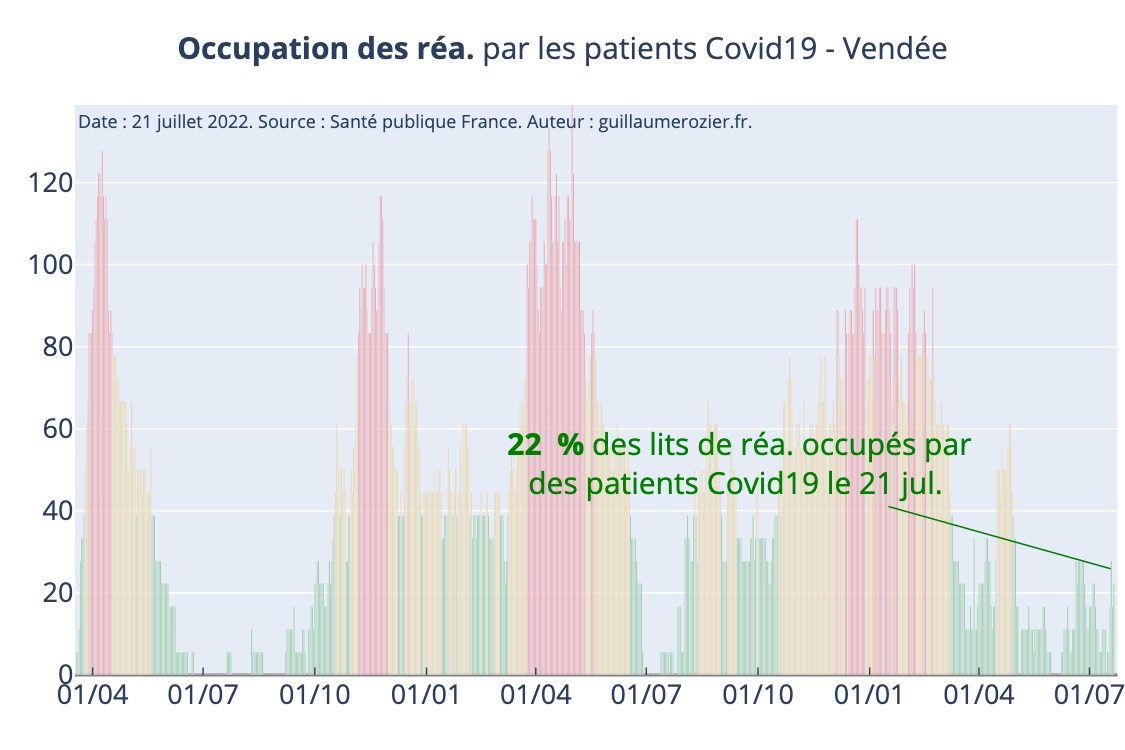 Occupation des réa. par les patients Covid19 - Vendée
Date : 21 juillet 2022. Source : Santé publique France. Auteur : guillaumerozier.fr.
120
100
80
60
22 % des lits de réa. occupés par
des patients Covid19 le 21 jul.
40
20
0
01/04 01/07 01/10 01/01 01/04 01/07 01/10 01/01 01/04 01/07